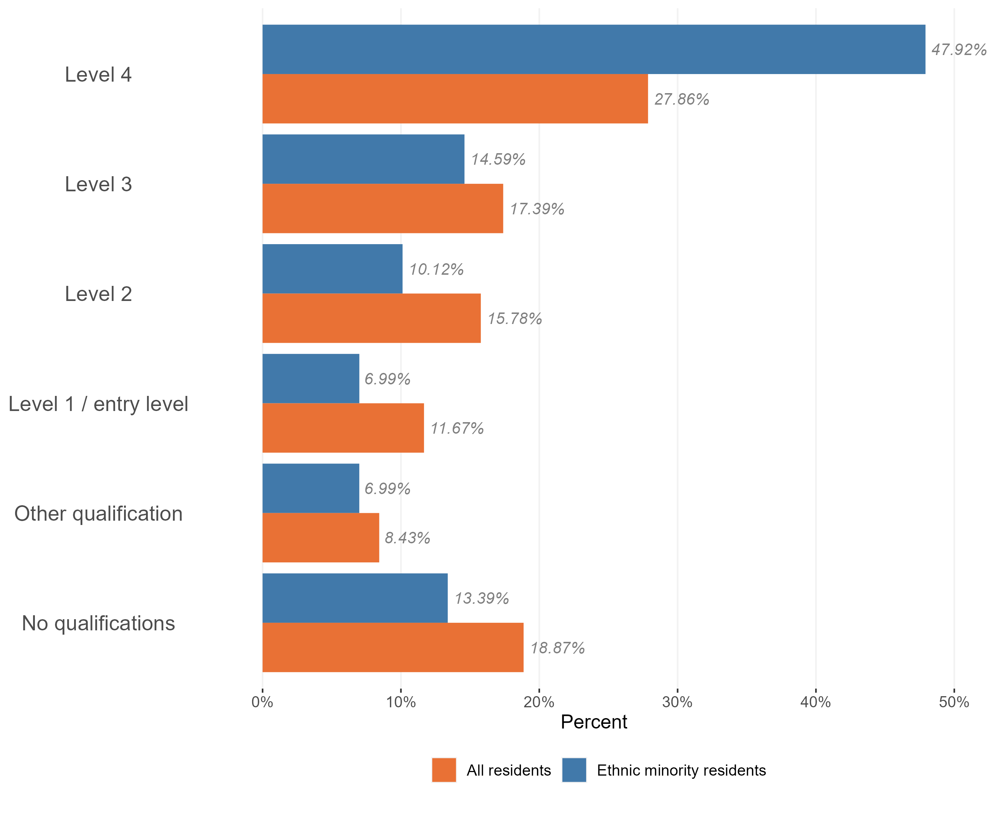 Level 4
47.92%
27.86%
Level 3
14.59%
17.39%
Level 2
10.12%
15.78%
Level 1 / entry level
6.99%
11.67%
Other qualification
6.99%
8.43%
No qualifications
13.39%
18.87%
0% 10% 20% 30% 40% 50%
Percent
All residents Ethnic minority residents